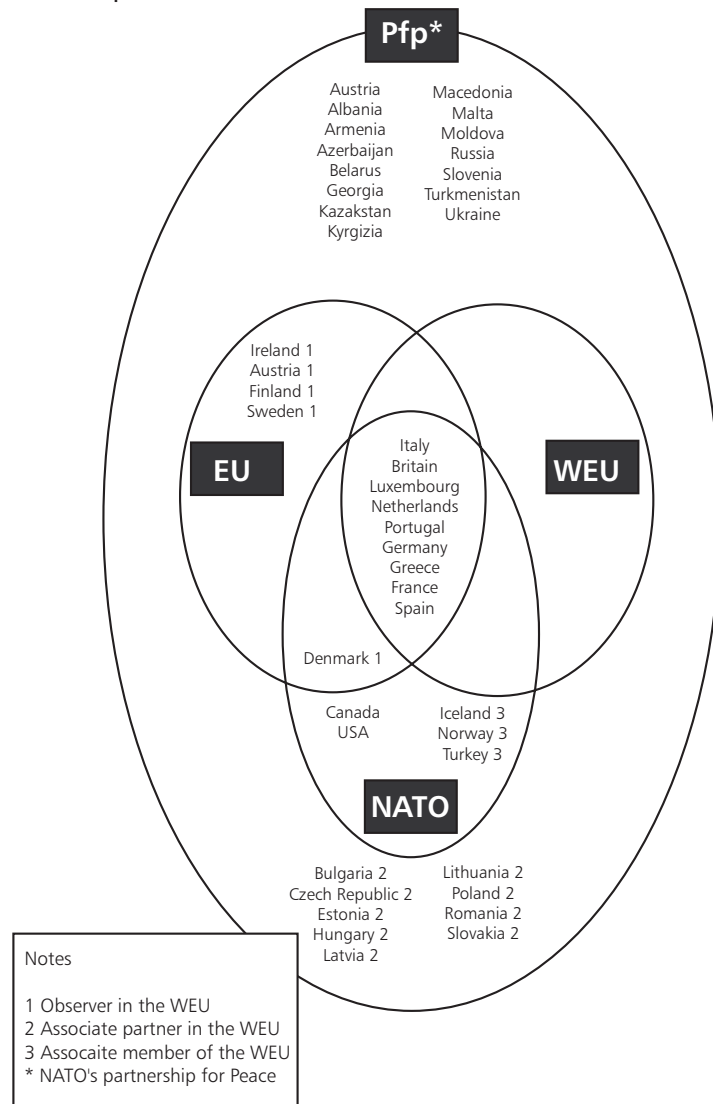 Pfp*
Austria
Albania
Armenia
Azerbaijan
Belarus
Georgia
Kazakstan
Kyrgizia
Macedonia
Malta
Moldova
Russia
Slovenia
Turkmenistan
Ukraine
Ireland 1
Austria 1
Finland 1
Sweden 1
EU
WEU
Italy
Britain
Luxembourg
Netherlands
Portugal
Germany
Greece
France
Spain
Denmark 1
Canada
USA
Iceland 3
Norway 3
Turkey 3
NATO
Bulgaria 2
Czech Republic 2
Estonia 2
Hungary 2
Latvia 2
Lithuania 2
Poland 2
Romania 2
Slovakia 2
Notes
1 Observer in the WEU
2 Associate partner in the WEU
3 Assocaite member of the WEU
* NATO's partnership for Peace